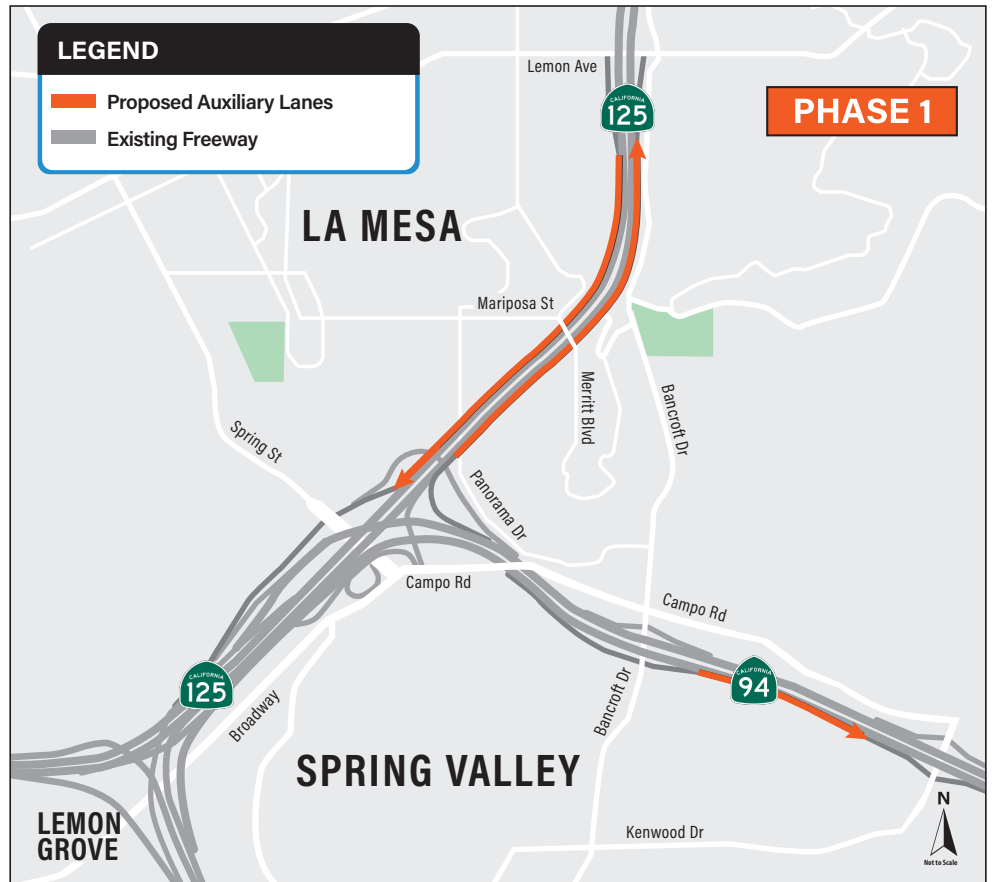 LEGEND
Proposed Auxiliary Lanes
Existing Freeway
Lemon Ave
CALIFORNIA
125
PHASE 1
LA MESA
Mariposa St
Merritt Blvd
Bancroft Dr
Spring St
Panorama Dr
Campo Rd
Campo Rd
CALIFORNIA
125
CALIFORNIA
94
Broadway
Bancroft Dr
SPRING VALLEY
LEMON
GROVE
Kenwood Dr
N
Not to Scale